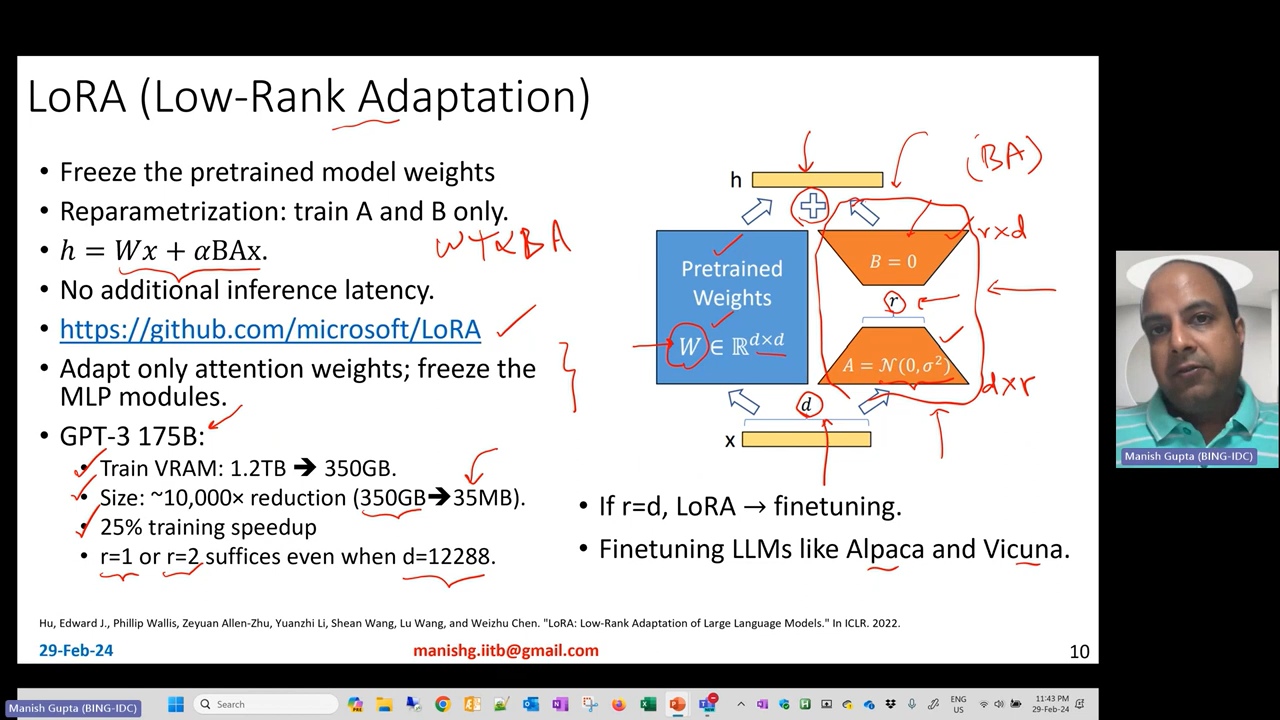 LoRA (Low-Rank Adaptation)
• Freeze the pretrained model weights
• Reparametrization: train A and B only.
• h = Wx + αBAx.
W+αBA
• No additional inference latency.
• https://github.com/microsoft/LoRA
• Adapt only attention weights; freeze the
MLP modules.
• GPT-3 175B:
• Train VRAM: 1.2TB 🡺 350GB.
• Size: ~10,000× reduction (350GB🡺35MB).
• 25% training speedup
• r=1 or r=2 suffices even when d=12288.
(BA)
h
r×d
B = 0
Pretrained
Weights
r
W ∈ ℝ^{d×d}
A = 𝒩(0, σ²)
d×r
d
x
• If r=d, LoRA → finetuning.
• Finetuning LLMs like Alpaca and Vicuna.
Manish Gupta (BING-IDC)
Hu, Edward J., Phillip Wallis, Zeyuan Allen-Zhu, Yuanzhi Li, Shean Wang, Lu Wang, and Weizhu Chen. "LoRA: Low-Rank Adaptation of Large Language Models." In ICLR. 2022.
29-Feb-24
manishg.iitb@gmail.com
10
Manish Gupta (BING-IDC)
Search
ENG
US
11:43 PM
29-Feb-24